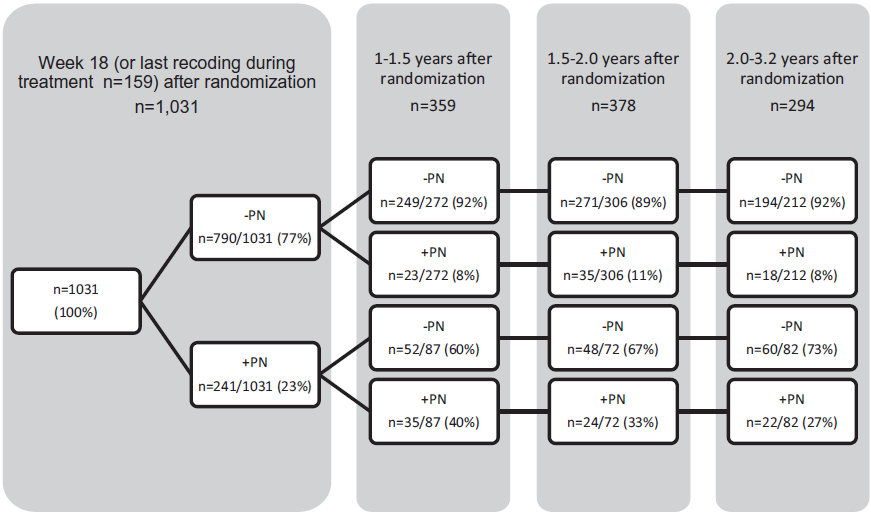 Week 18 (or last recoding during
treatment n=159) after randomization
n=1,031
n=1031
(100%)
-PN
n=790/1031 (77%)
+PN
n=241/1031 (23%)
1-1.5 years after
randomization
n=359
-PN
n=249/272 (92%)
+PN
n=23/272 (8%)
-PN
n=52/87 (60%)
+PN
n=35/87 (40%)
1.5-2.0 years after
randomization
n=378
-PN
n=271/306 (89%)
+PN
n=35/306 (11%)
-PN
n=48/72 (67%)
+PN
n=24/72 (33%)
2.0-3.2 years after
randomization
n=294
-PN
n=194/212 (92%)
+PN
n=18/212 (8%)
-PN
n=60/82 (73%)
+PN
n=22/82 (27%)